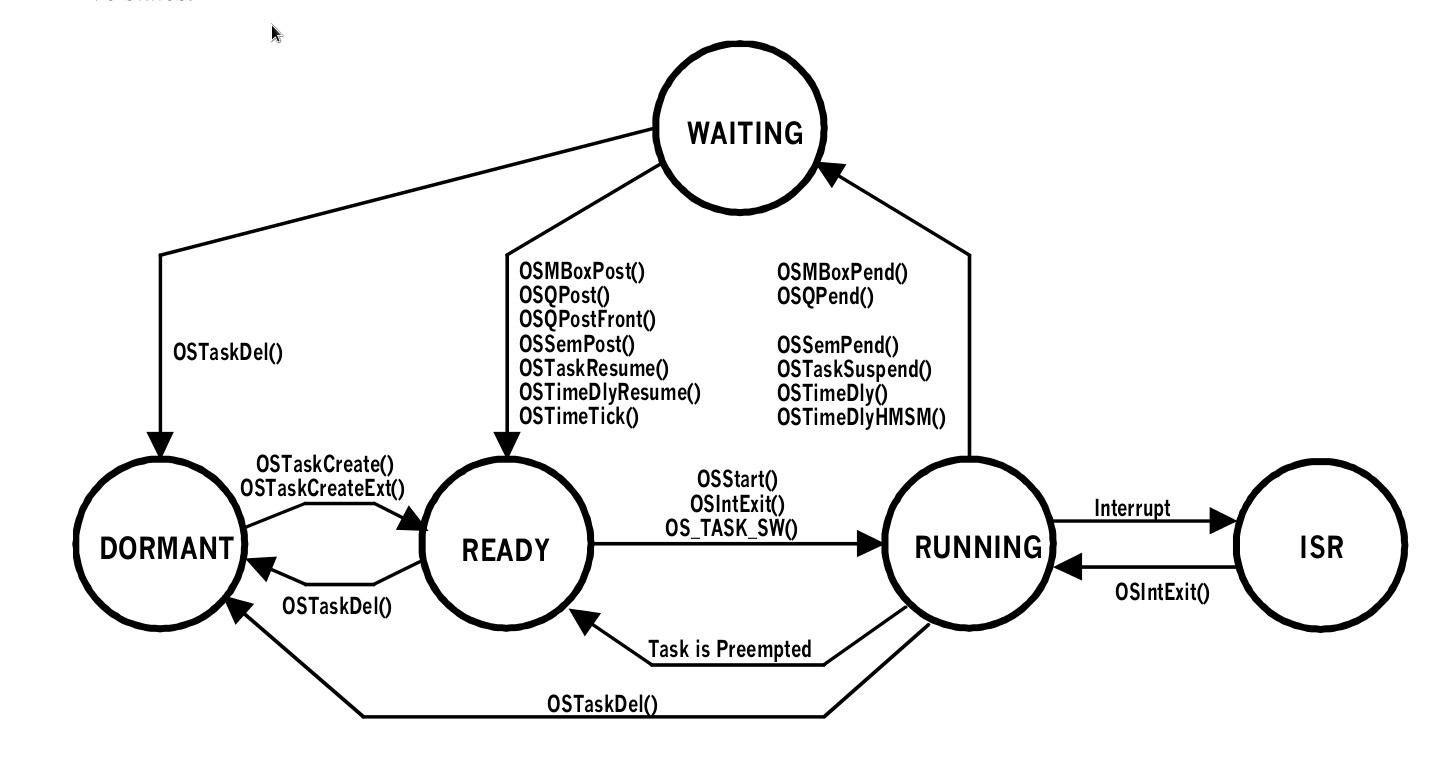 WAITING
OSMBoxPost()
OSQPost()
OSQPostFront()
OSSemPost()
OSTaskResume()
OSTimeDlyResume()
OSTimeTick()
OSMBoxPend()
OSQPend()
OSSemPend()
OSTaskSuspend()
OSTimeDly()
OSTimeDlyHMSM()
OSTaskDel()
OSTaskCreate()
OSTaskCreateExt()
OSStart()
OSIntExit()
OS_TASK_SW()
Interrupt
DORMANT
READY
RUNNING
ISR
OSTaskDel()
OSIntExit()
Task is Preempted
OSTaskDel()